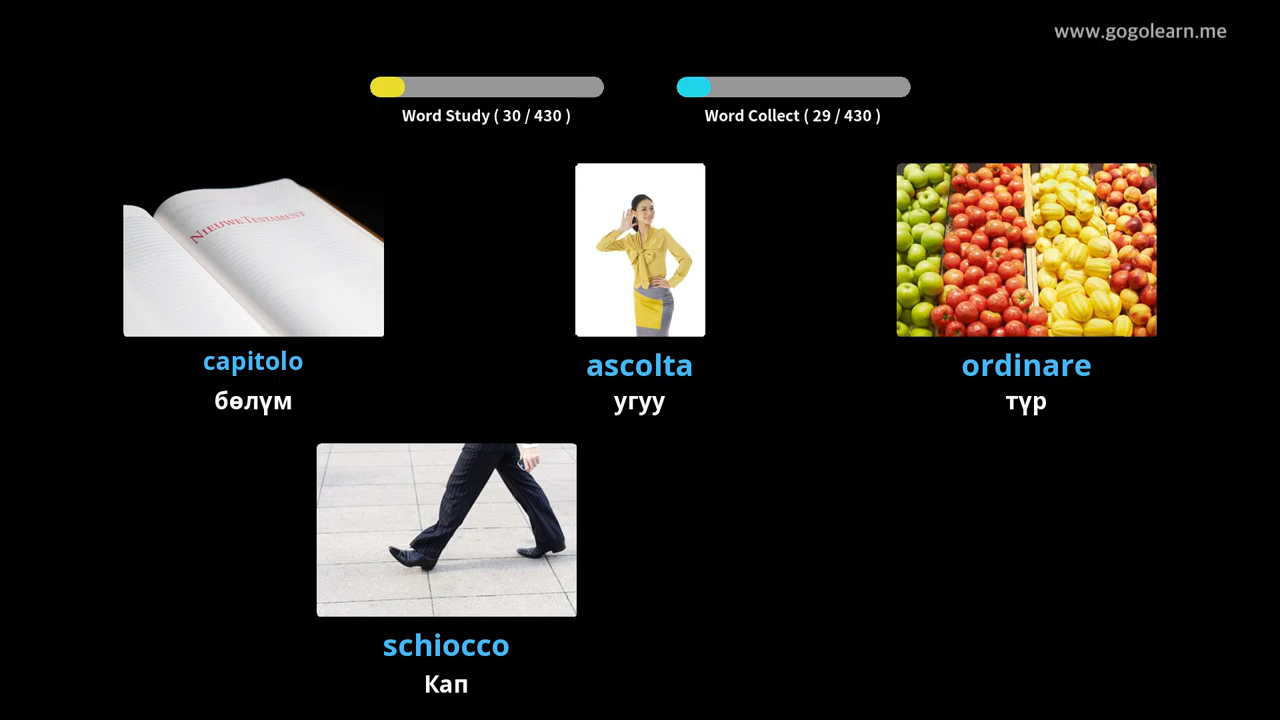 www.gogolearn.me
Word Study ( 30 / 430 )
Word Collect ( 29 / 430 )
NIEUWE TESTAMENT
capitolo
бөлүм
ascolta
угуу
ordinare
түр
schiocco
Кап